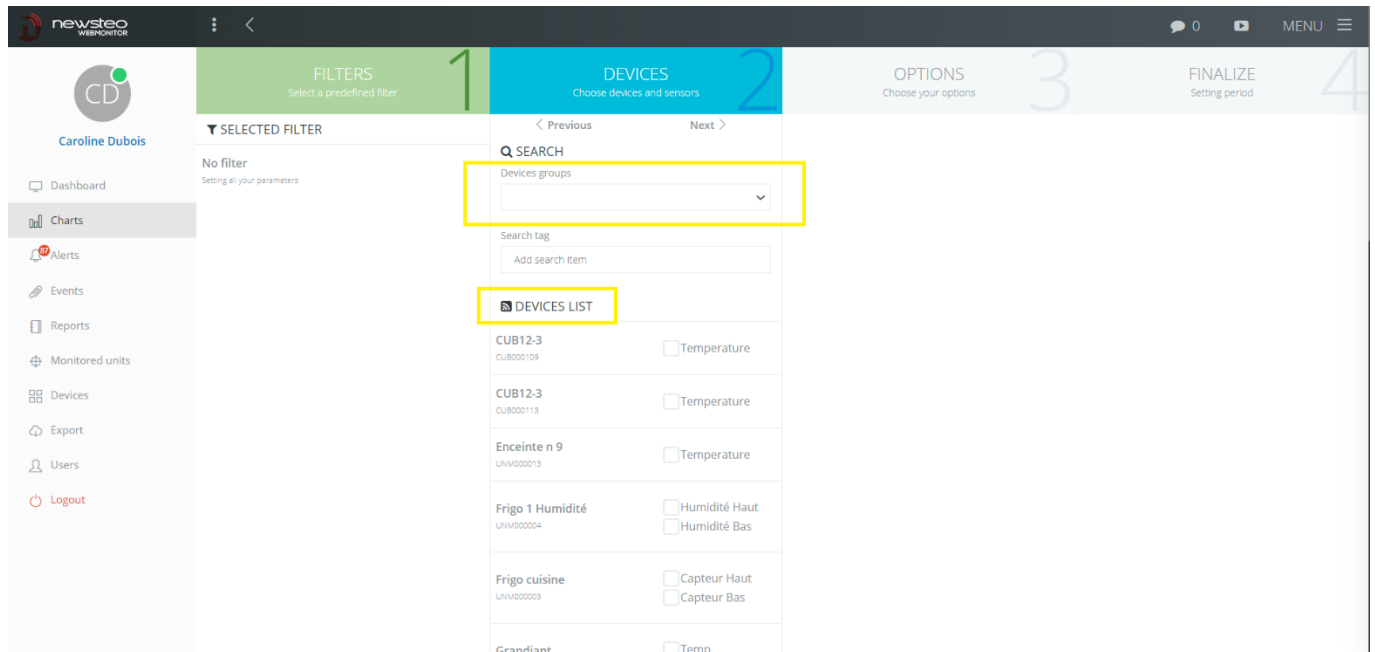 newsteo
WEBMONITOR
0
MENU
CD
Caroline Dubois
Dashboard
Charts
87
Alerts
Events
Reports
Monitored units
Devices
Export
Users
Logout
FILTERS
Select a predefined filter
1
SELECTED FILTER
No filter
Setting all your parameters
DEVICES
Choose devices and sensors
2
Previous
Next
SEARCH
Devices groups
Search tag
Add search item
DEVICES LIST
CUB12-3
CUB000109
Temperature
CUB12-3
CUB000113
Temperature
Enceinte n 9
UNM000013
Temperature
Frigo 1 Humidité
UNM000004
Humidité Haut
Humidité Bas
Frigo cuisine
UNM000003
Capteur Haut
Capteur Bas
Grandiant
Temp
OPTIONS
Choose your options
3
FINALIZE
Setting period
4